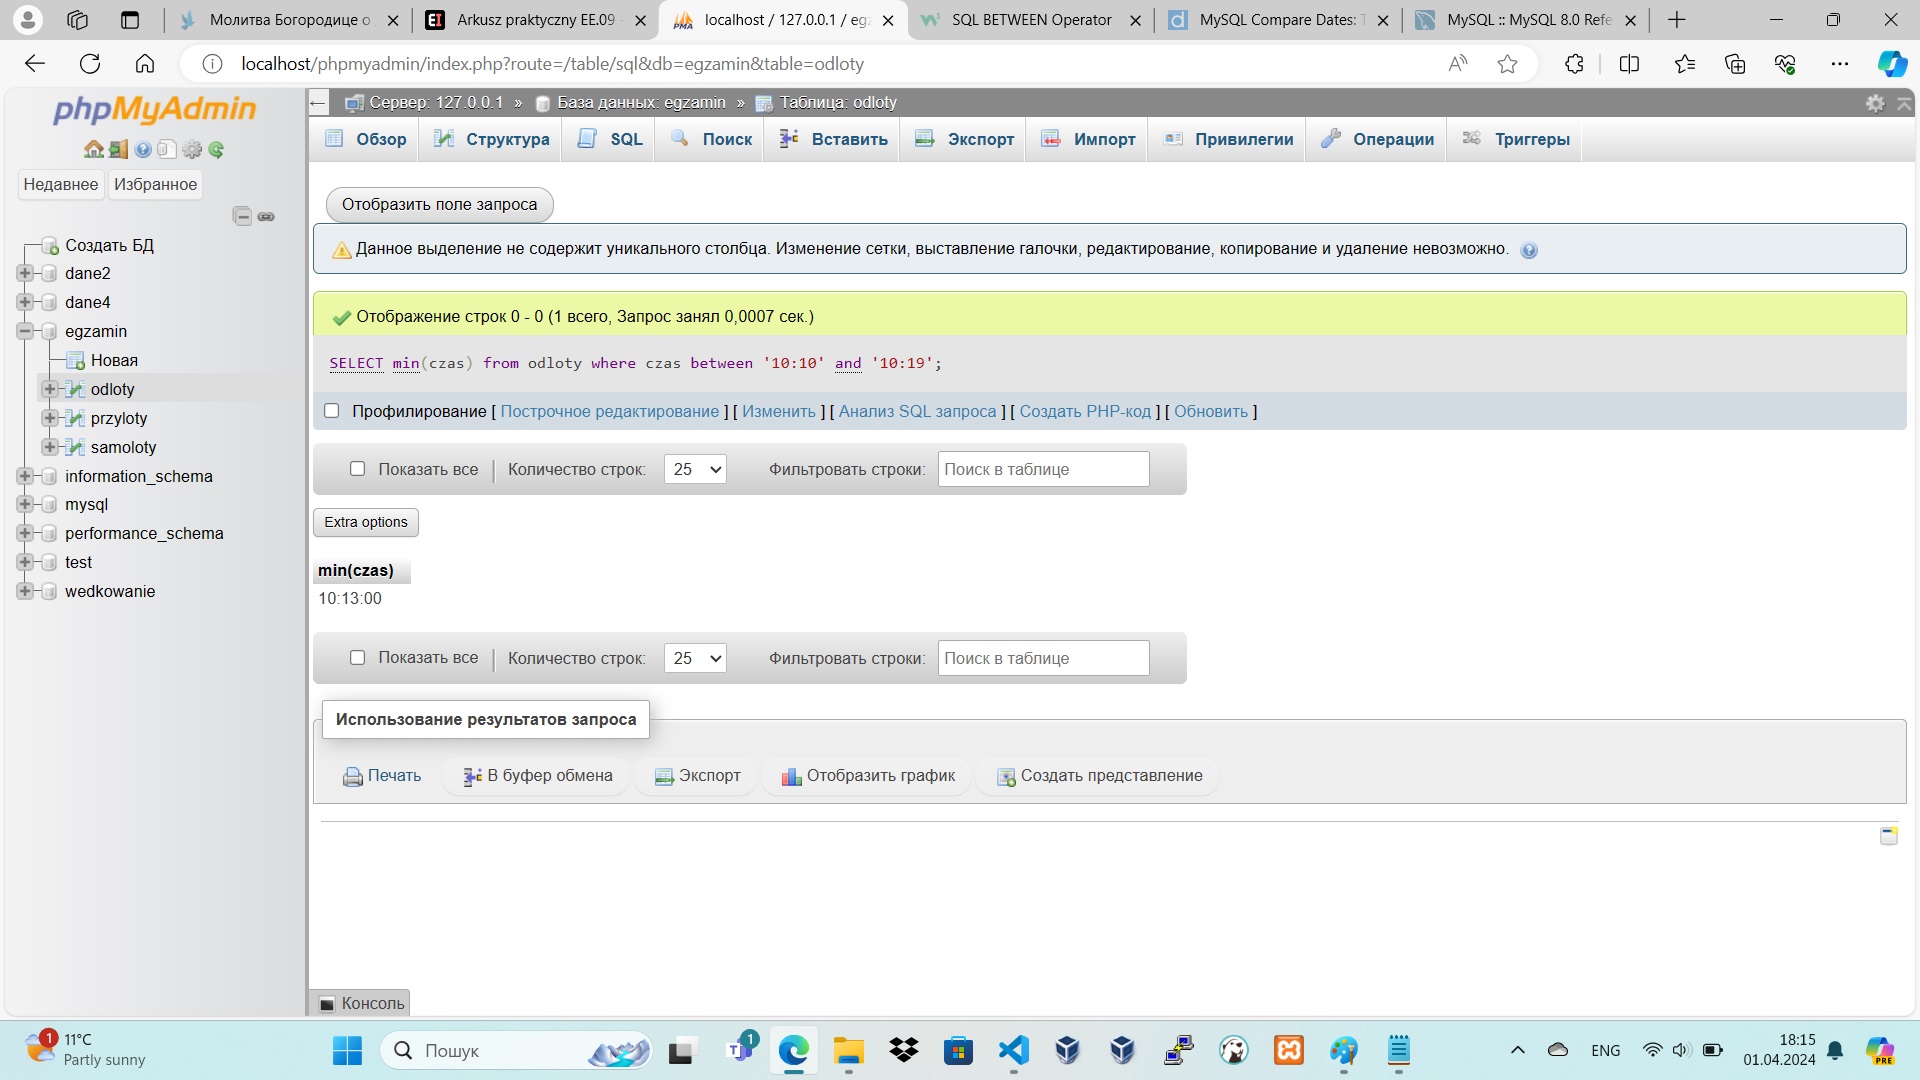 Молитва Богородице о
Arkusz praktyczny EE.09 -
localhost / 127.0.0.1 / egz
SQL BETWEEN Operator
MySQL Compare Dates: T
MySQL :: MySQL 8.0 Refe
localhost/phpmyadmin/index.php?route=/table/sql&db=egzamin&table=odloty
phpMyAdmin
Недавнее Избранное
Создать БД
dane2
dane4
egzamin
Новая
odloty
przyloty
samoloty
information_schema
mysql
performance_schema
test
wedkowanie
Сервер: 127.0.0.1 » База данных: egzamin » Таблица: odloty
Обзор Структура SQL Поиск Вставить Экспорт Импорт Привилегии Операции Триггеры
Отобразить поле запроса
Данное выделение не содержит уникального столбца. Изменение сетки, выставление галочки, редактирование, копирование и удаление невозможно.
Отображение строк 0 - 0 (1 всего, Запрос занял 0,0007 сек.)
SELECT min(czas) from odloty where czas between '10:10' and '10:19';
Профилирование [ Построчное редактирование ] [ Изменить ] [ Анализ SQL запроса ] [ Создать PHP-код ] [ Обновить ]
Показать все | Количество строк: 25 Фильтровать строки: Поиск в таблице
Extra options
min(czas)
10:13:00
Показать все | Количество строк: 25 Фильтровать строки: Поиск в таблице
Использование результатов запроса
Печать В буфер обмена Экспорт Отобразить график Создать представление
Консоль
1
11°C
Partly sunny
Пошук
1
ENG
18:15
01.04.2024
PRE